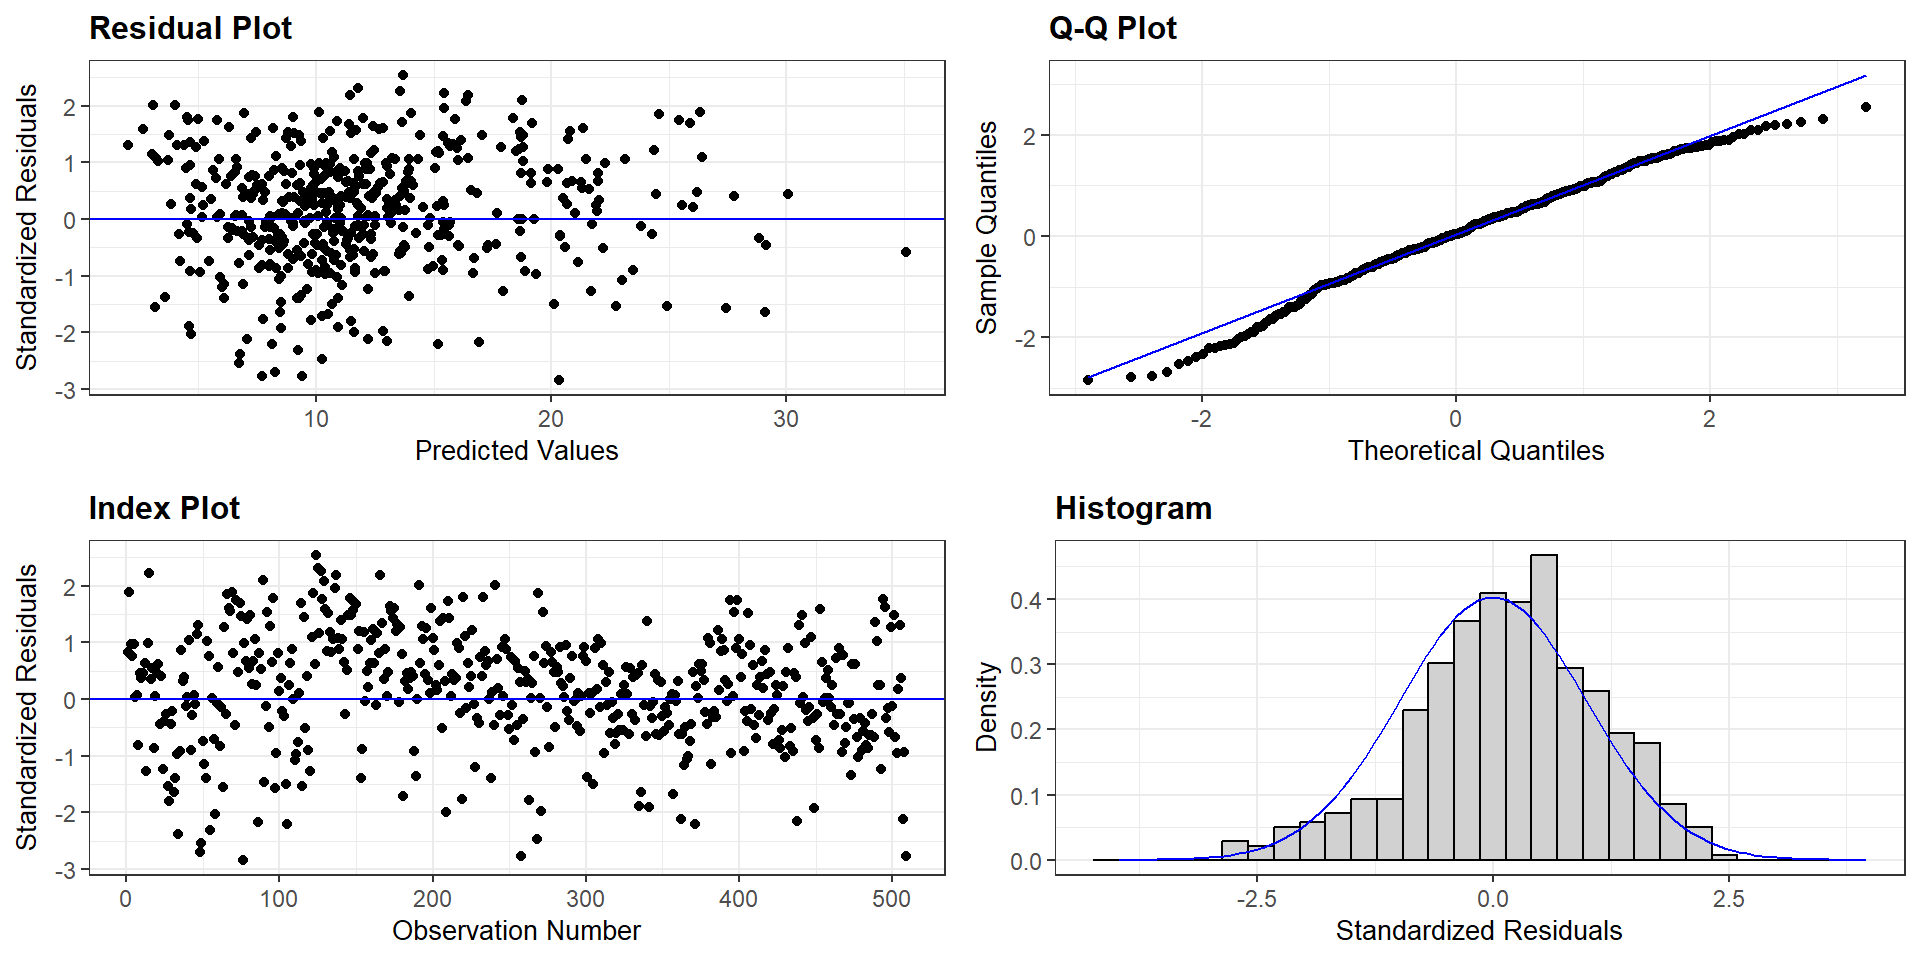 Residual Plot
Standardized Residuals
2
1
0
-1
-2
-3
10
20
30
Predicted Values
Q-Q Plot
Sample Quantiles
2
0
-2
-2
0
2
Theoretical Quantiles
Index Plot
Standardized Residuals
2
1
0
-1
-2
-3
0
100
200
300
400
500
Observation Number
Histogram
Density
0.4
0.3
0.2
0.1
0.0
-2.5
0.0
2.5
Standardized Residuals